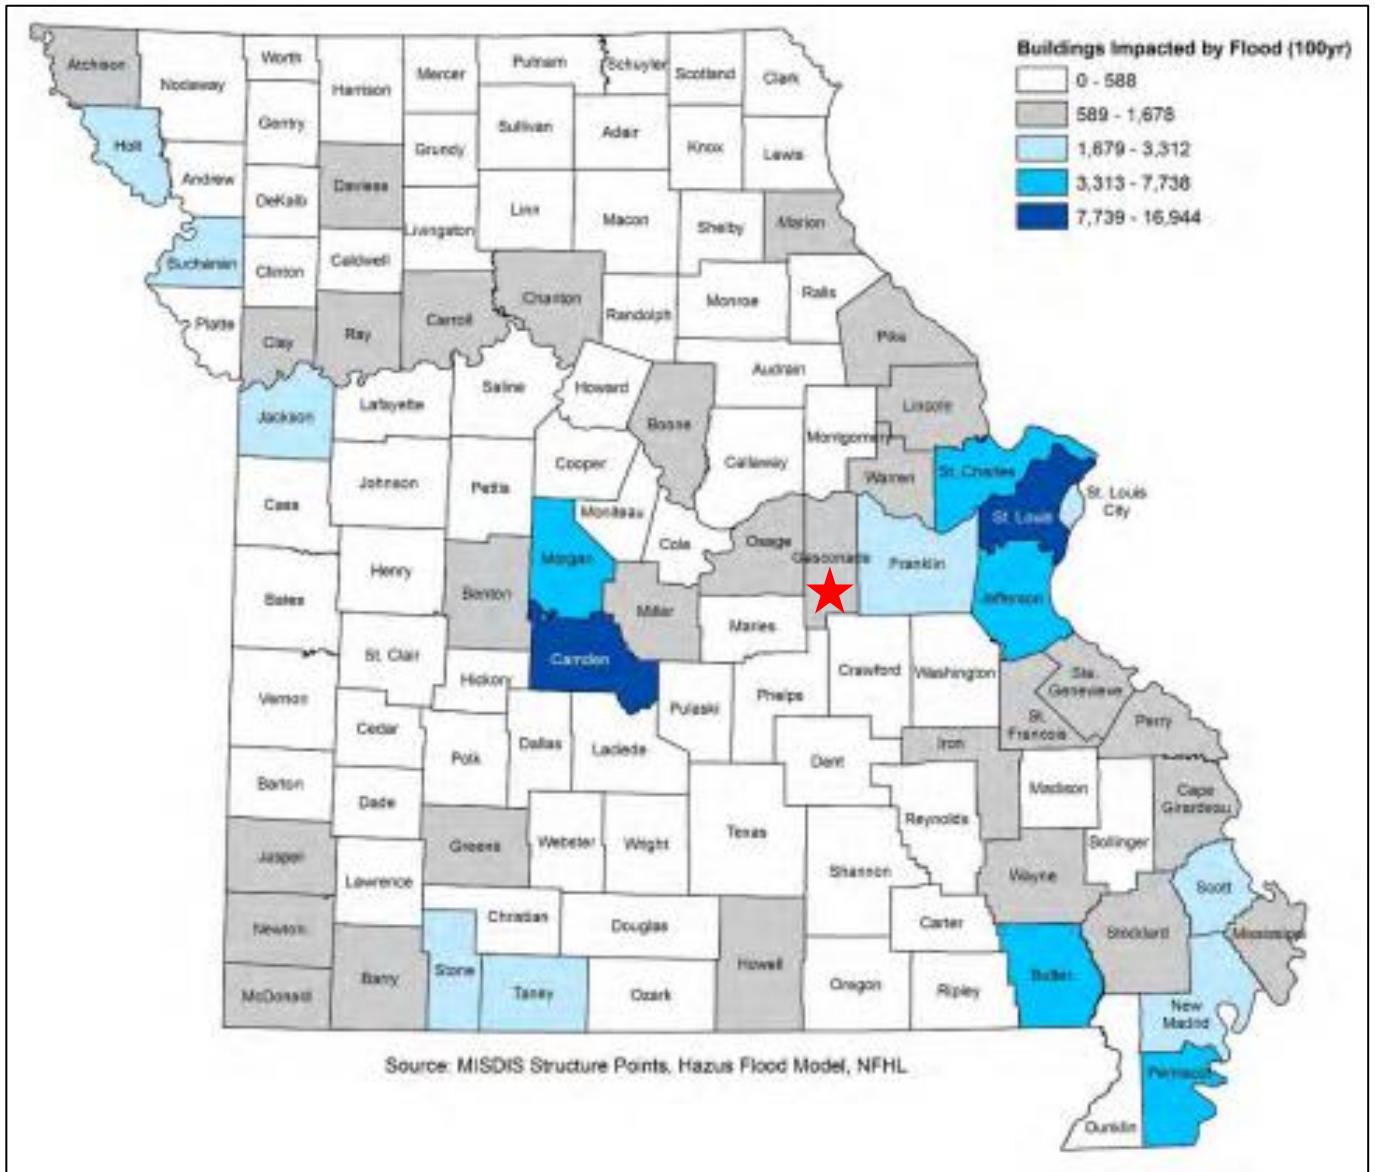 Buildings Impacted by Flood (100yr)
0 - 588
589 - 1,678
1,679 - 3,312
3,313 - 7,738
7,739 - 16,944
Atchison
Nodaway
Worth
Harrison
Mercer
Putnam
Schuyler
Scotland
Clark
Holt
Gentry
Sullivan
Adair
Knox
Lewis
Andrew
DeKalb
Daviess
Grundy
Linn
Macon
Shelby
Marion
Livingston
Buchanan
Clinton
Caldwell
Chariton
Randolph
Monroe
Ralls
Platte
Clay
Ray
Carroll
Pike
Audrain
Jackson
Lafayette
Saline
Howard
Boone
Lincoln
Montgomery
Callaway
Cooper
Warren
St. Charles
Cass
Johnson
Pettis
Moniteau
St. Louis
St. Louis
City
Cole
Osage
Gasconade
Franklin
Morgan
Henry
Bates
Benton
Miller
Maries
Jefferson
St. Clair
Camden
Hickory
Crawford
Washington
Ste.
Genevieve
Vernon
Pulaski
Phelps
Cedar
Dallas
Laclede
St.
Francois
Perry
Polk
Dent
Iron
Barton
Dade
Madison
Cape
Girardeau
Greene
Webster
Wright
Texas
Reynolds
Bollinger
Jasper
Lawrence
Shannon
Wayne
Scott
Newton
Christian
Douglas
Carter
Stoddard
Mississippi
Barry
Stone
Taney
Ozark
Howell
Oregon
Ripley
Butler
McDonald
New
Madrid
Pemiscot
Dunklin
Source: MISDIS Structure Points, Hazus Flood Model, NFHL